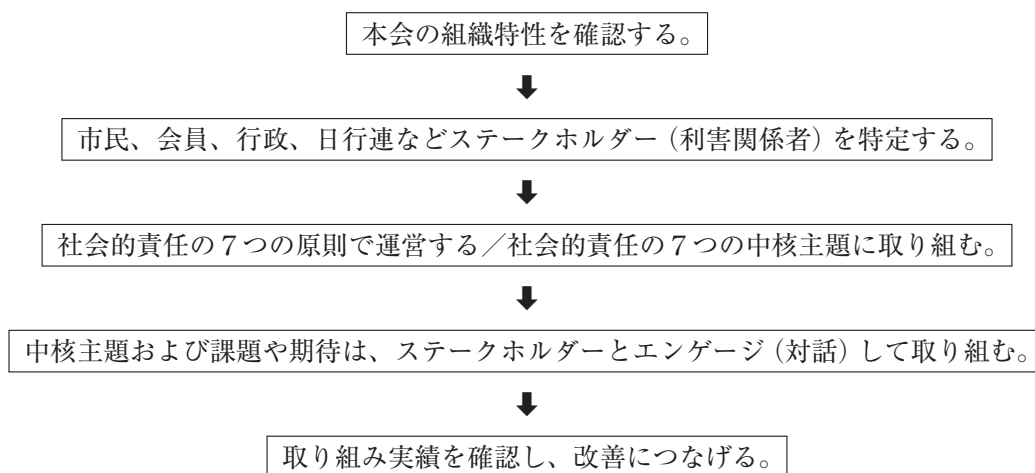 本会の組織特性を確認する。
市民、会員、行政、日行連などステークホルダー（利害関係者）を特定する。
社会的責任の７つの原則で運営する／社会的責任の７つの中核主題に取り組む。
中核主題および課題や期待は、ステークホルダーとエンゲージ（対話）して取り組む。
取り組み実績を確認し、改善につなげる。